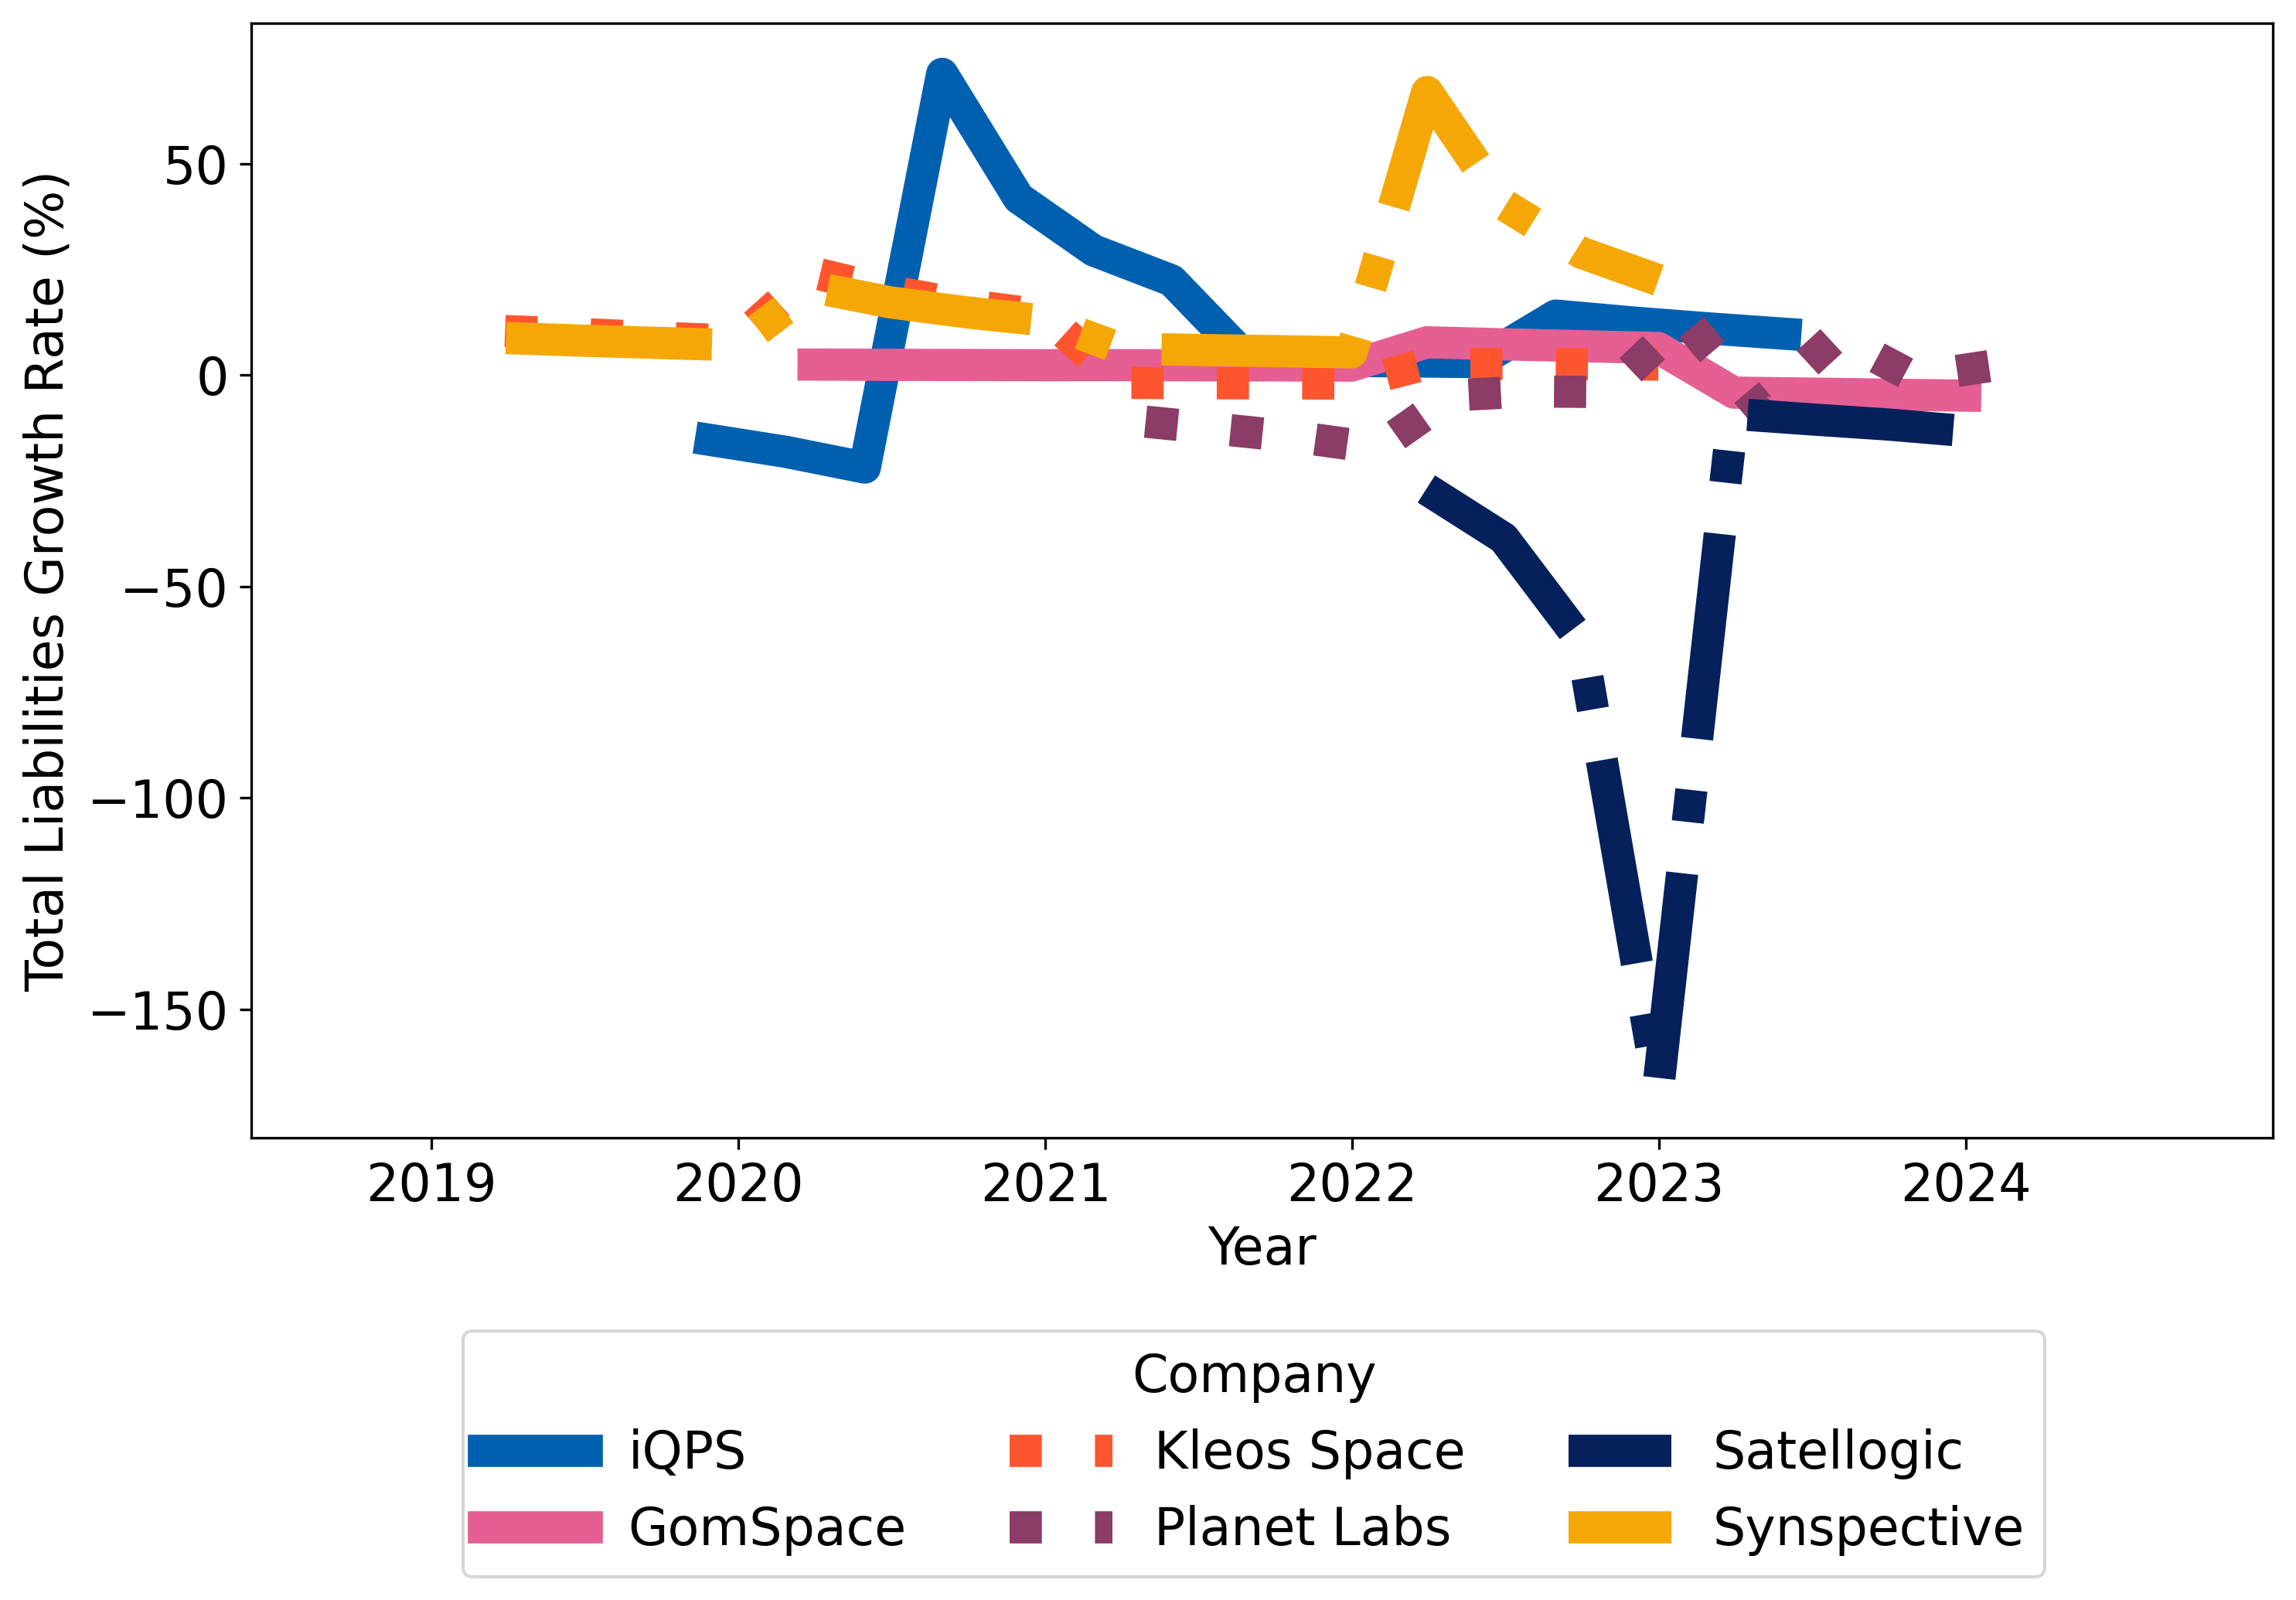 Total Liabilities Growth Rate (%)
50
0
−50
−100
−150
2019 2020 2021 2022 2023 2024
Year
Company
iQPS Kleos Space Satellogic
GomSpace Planet Labs Synspective